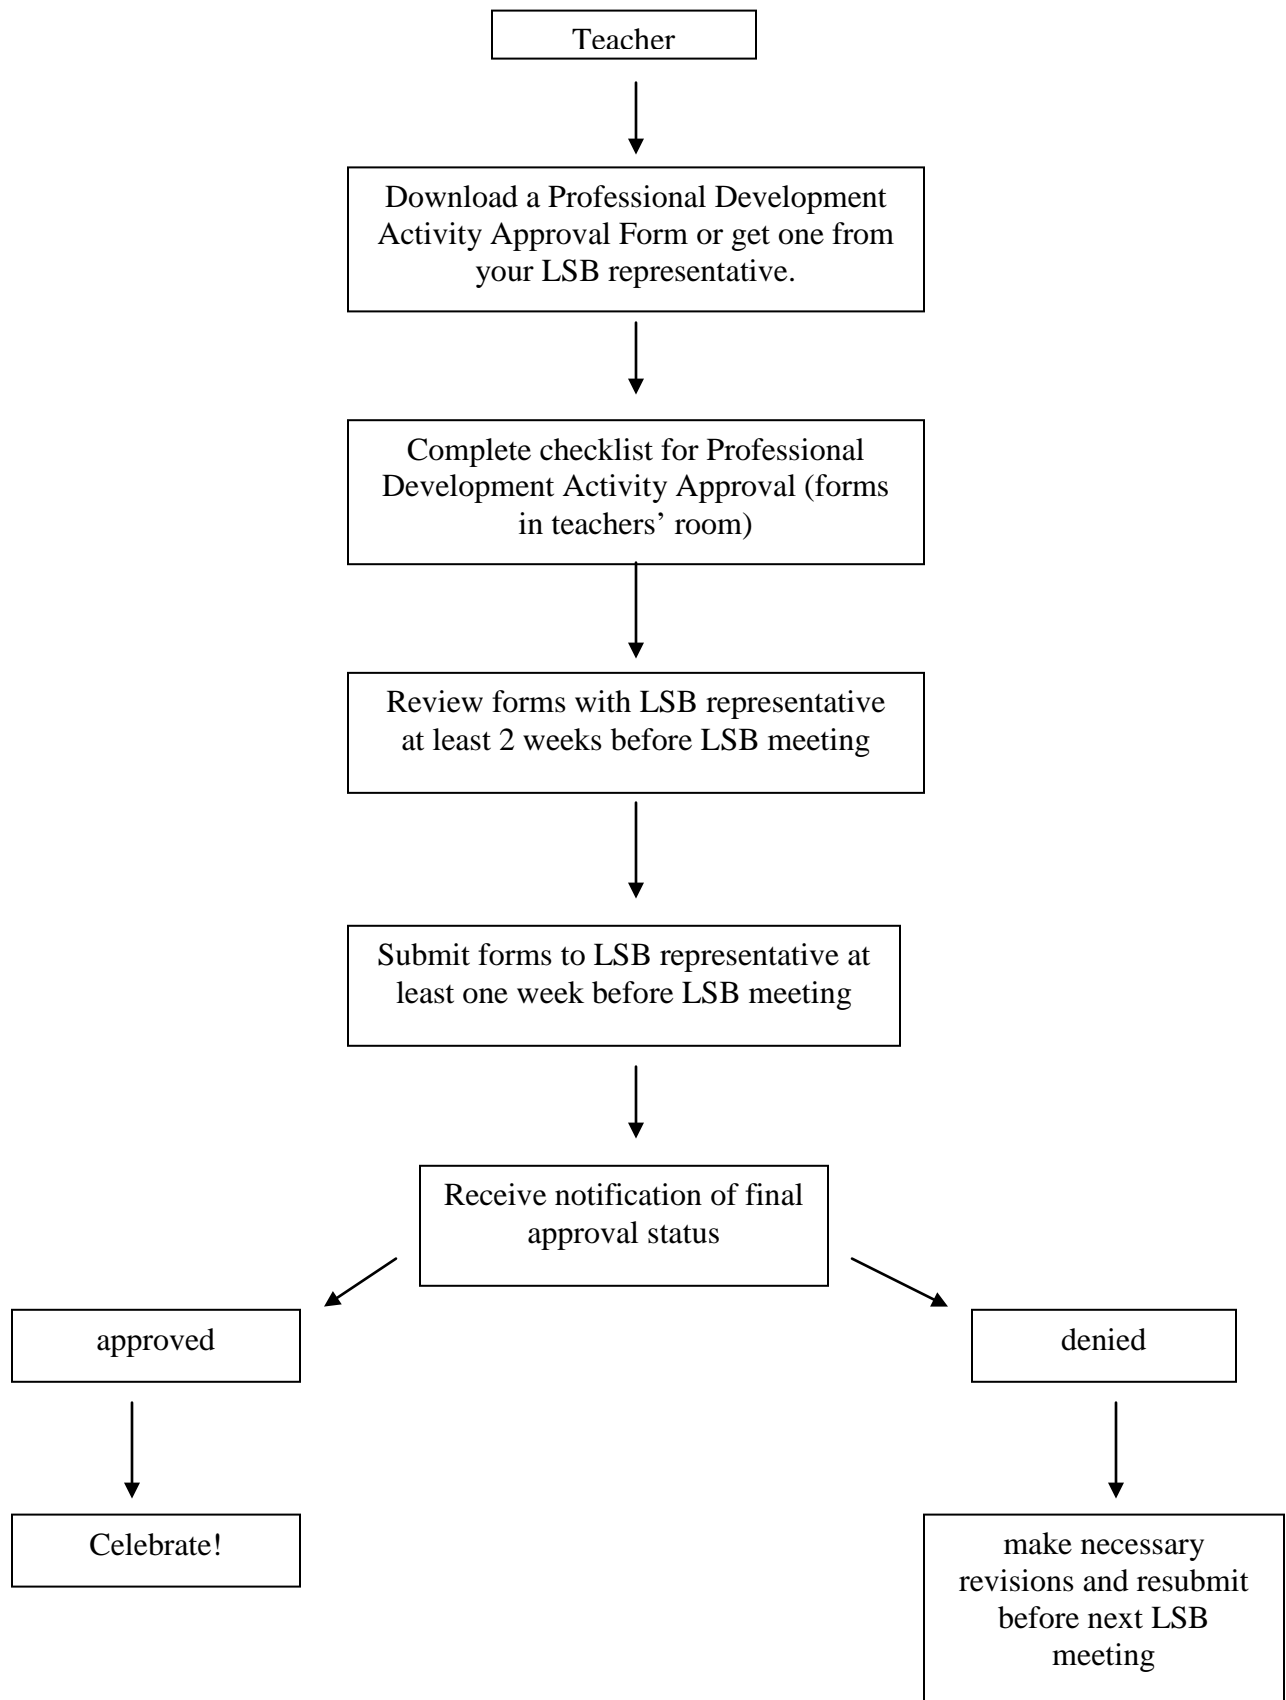 Teacher
Download a Professional Development
Activity Approval Form or get one from
your LSB representative.
Complete checklist for Professional
Development Activity Approval (forms
in teachers’ room)
Review forms with LSB representative
at least 2 weeks before LSB meeting
Submit forms to LSB representative at
least one week before LSB meeting
Receive notification of final
approval status
approved
denied
Celebrate!
make necessary
revisions and resubmit
before next LSB
meeting